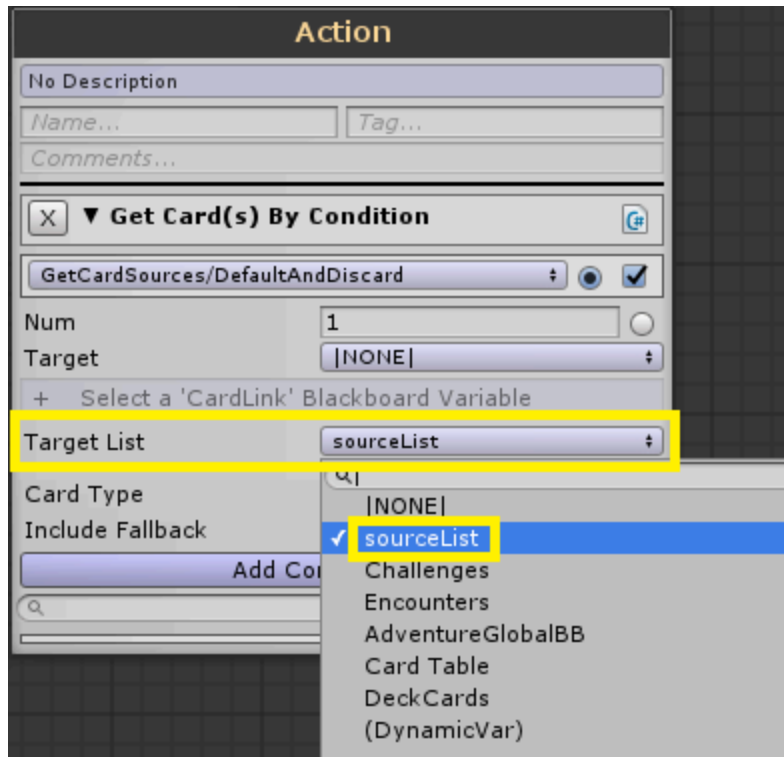 Action
No Description
Name... Tag...
Comments...
X ▼ Get Card(s) By Condition C#
GetCardSources/DefaultAndDiscard
Num 1
Target |NONE|
+ Select a 'CardLink' Blackboard Variable
Target List sourceList
Card Type
|NONE|
Include Fallback
✓ sourceList
Add Co
Challenges
Encounters
AdventureGlobalBB
Card Table
DeckCards
(DynamicVar)